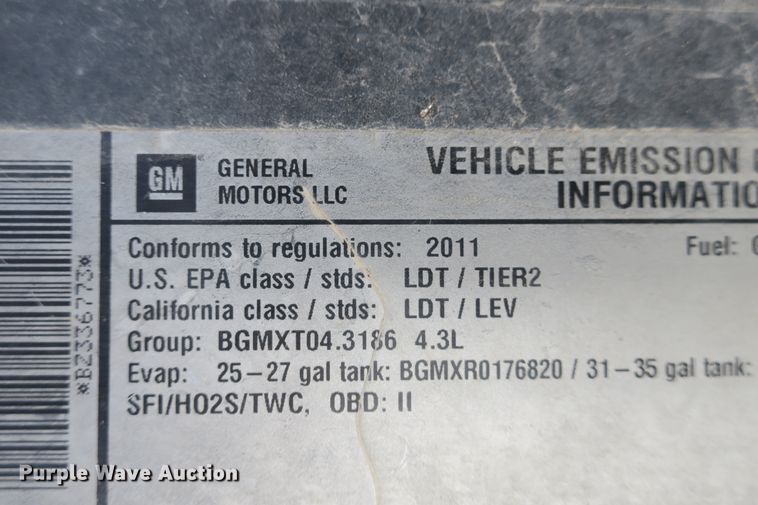 GM
GENERAL
MOTORS LLC
VEHICLE EMISSION
INFORMATIO
Conforms to regulations: 2011
Fuel:
U.S. EPA class / stds: LDT / TIER2
California class / stds: LDT / LEV
Group: BGMXT04.3186 4.3L
Evap: 25–27 gal tank: BGMXR0176820 / 31–35 gal tank:
SFI/HO2S/TWC, OBD: II
*B2336773*
Purple Wave Auction